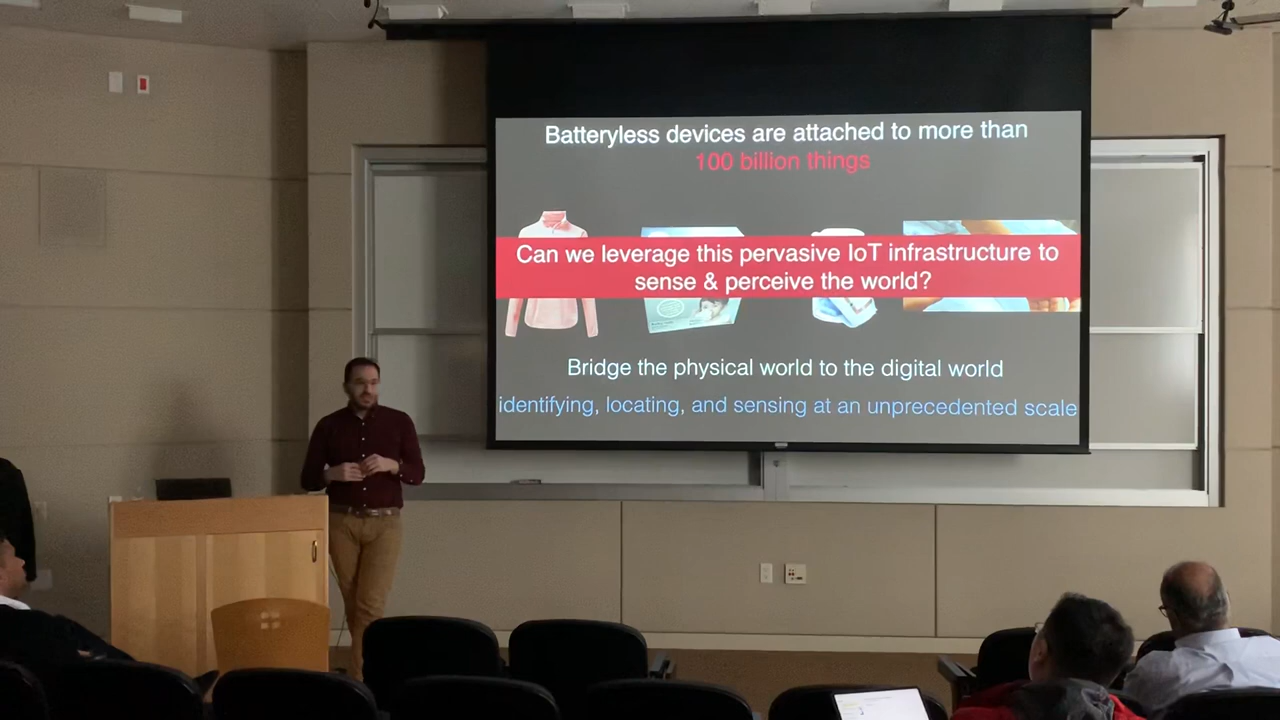 Batteryless devices are attached to more than
100 billion things
Can we leverage this pervasive IoT infrastructure to
sense & perceive the world?
Bridge the physical world to the digital world
identifying, locating, and sensing at an unprecedented scale